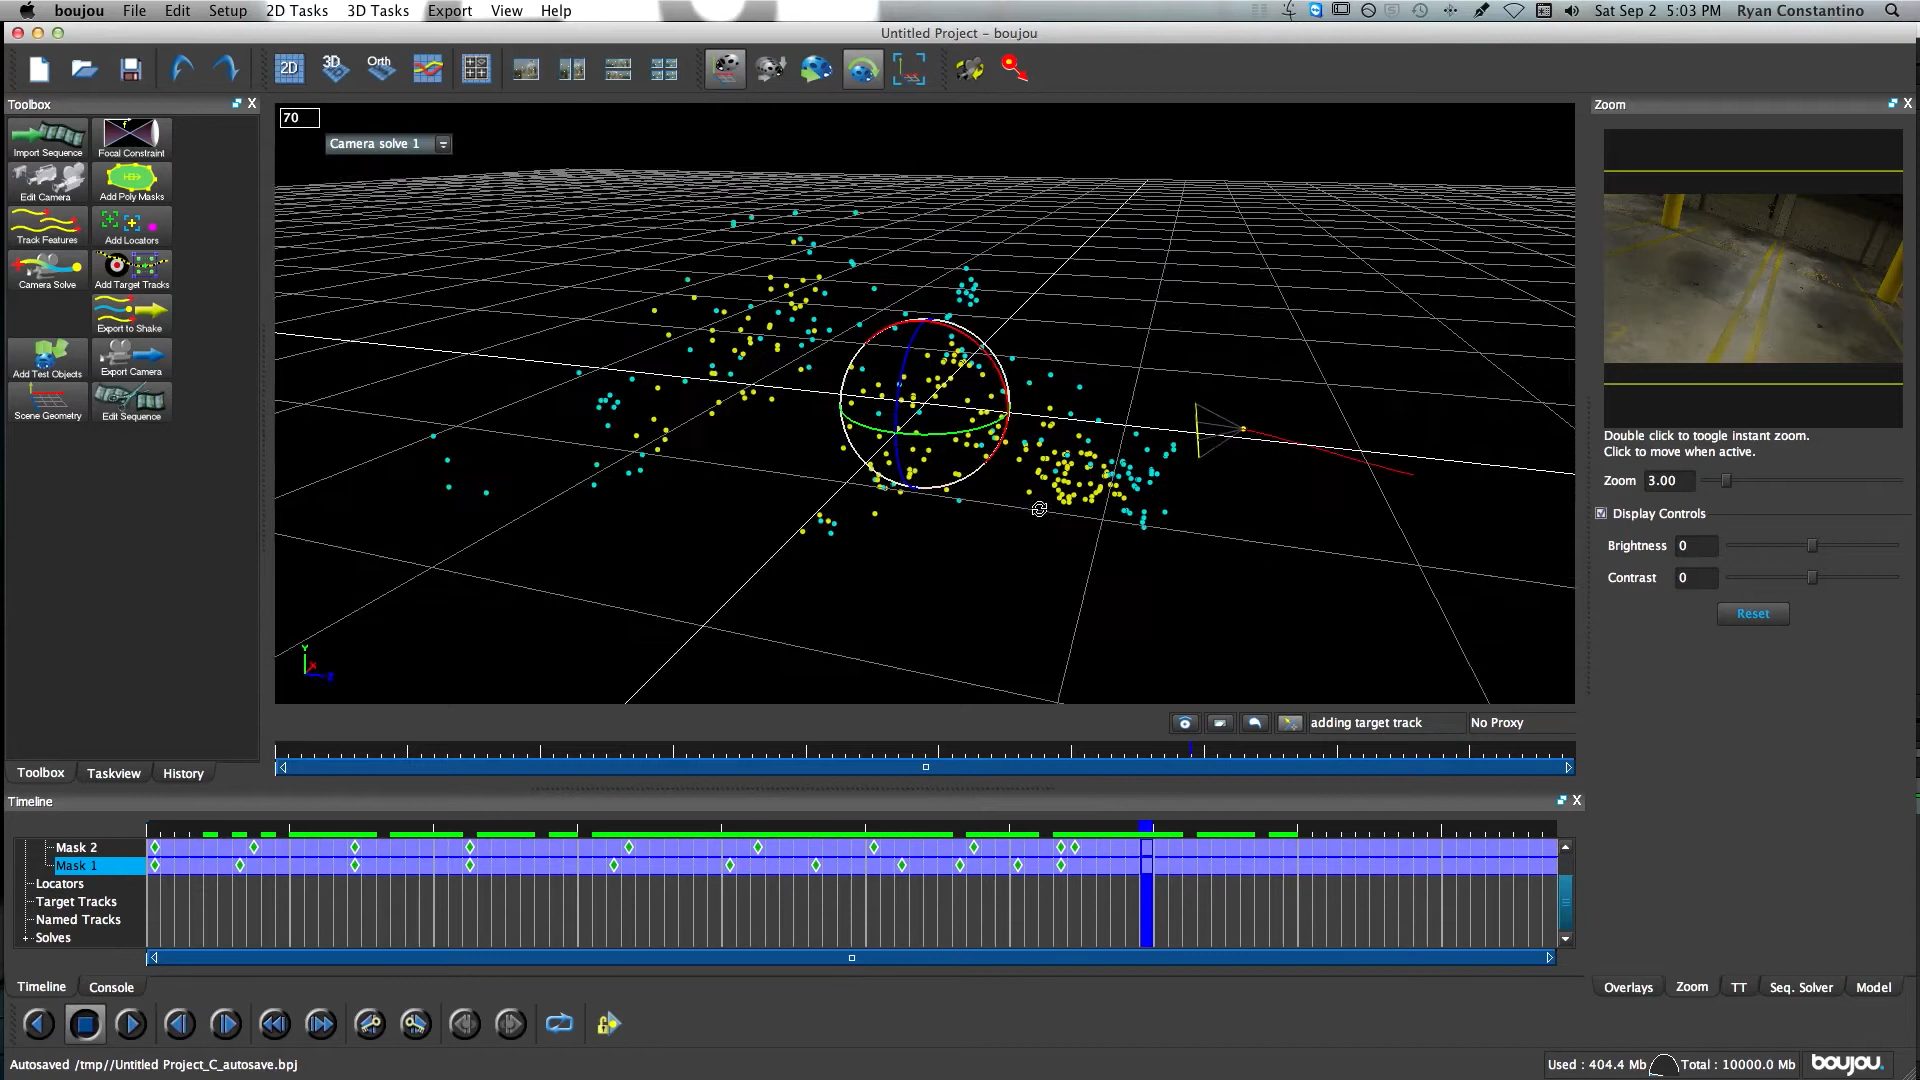 boujou File Edit Setup 2D Tasks 3D Tasks Export View Help
Sat Sep 2 5:03 PM Ryan Constantino
Untitled Project - boujou
2D 3D Orth
Toolbox X
Import Sequence Focal Constraint
Edit Camera Add Poly Masks
Track Features Add Locators
Camera Solve Add Target Tracks
Export to Shake
Add Test Objects Export Camera
Scene Geometry Edit Sequence
70
Camera solve 1
Y
X
Z
Zoom X
Double click to toogle instant zoom.
Click to move when active.
Zoom 3.00
Display Controls
Brightness 0
Contrast 0
Reset
adding target track No Proxy
Toolbox Taskview History
Timeline X
Mask 2
Mask 1
Locators
Target Tracks
Named Tracks
Solves
Timeline Console
Overlays Zoom TT Seq. Solver Model
Autosaved /tmp//Untitled Project_C_autosave.bpj
Used : 404.4 Mb Total : 10000.0 Mb boujou.